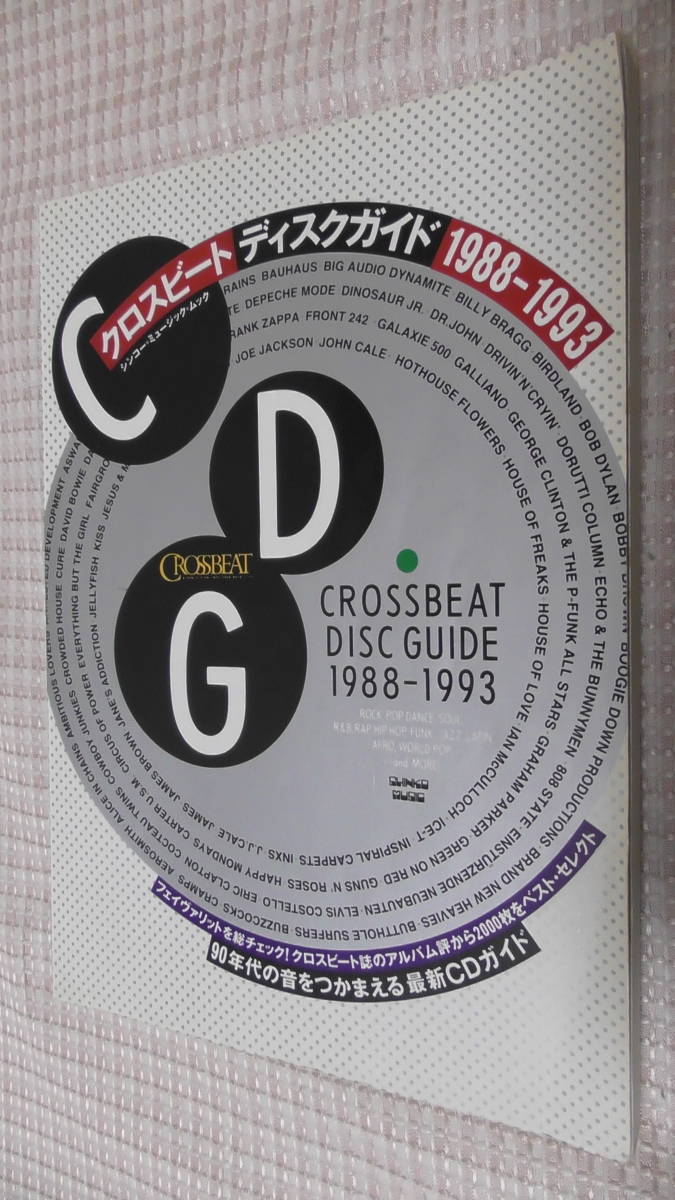 クロスビート ディスクガイド 1988-1993
シンコー・ミュージック・ムック
C
D
G
CROSSBEAT
CROSSBEAT
DISC GUIDE
1988-1993
ROCK POP DANCE SOUL
R&B RAP HIP HOP FUNK JAZZ LATIN
AFRO, WORLD POP
and MORE
SHINKO
MUSIC
RAINS BAUHAUS BIG AUDIO DYNAMITE BILLY BRAGG BIRDLAND BOB DYLAN BOBBY BROWN BOOGIE DOWN PRODUCTIONS BRAND NEW HEAVIES BUTTHOLE SURFERS BUZZCOCKS CRAMPS AEROSMITH ALICE IN CHAINS AMBITIOUS LOVERS DEVELOPMENT ASWA
TE DEPECHE MODE DINOSAUR JR. DR.JOHN DRIVIN'N'CRYIN' DORUTTI COLUMN ECHO & THE BUNNYMEN 808 STATE EINSTÜRZENDE NEUBAUTEN ELVIS COSTELLO ERIC CLAPTON COCTEAU TWINS COWBOY JUNKIES CROWDED HOUSE CURE DAVID BOWIE DA
RANK ZAPPA FRONT 242 GALAXIE 500 GALLIANO GEORGE CLINTON & THE P-FUNK ALL STARS GRAHAM PARKER GREEN ON RED GUNS N' ROSES HAPPY MONDAYS CARTER U.S.M. CIRCUS OF POWER EVERYTHING BUT THE GIRL FAIRGRO
JOE JACKSON JOHN CALE HOTHOUSE FLOWERS HOUSE OF FREAKS HOUSE OF LOVE IAN McCULLOCH ICE-T INSPIRAL CARPETS INXS J.J.CALE JAMES JAMES BROWN JANE'S ADDICTION JELLYFISH KISS JESUS & M
フェイヴァリットを総チェック!クロスビート誌のアルバム評から2000枚をベスト・セレクト
90年代の音をつかまえる最新CDガイド